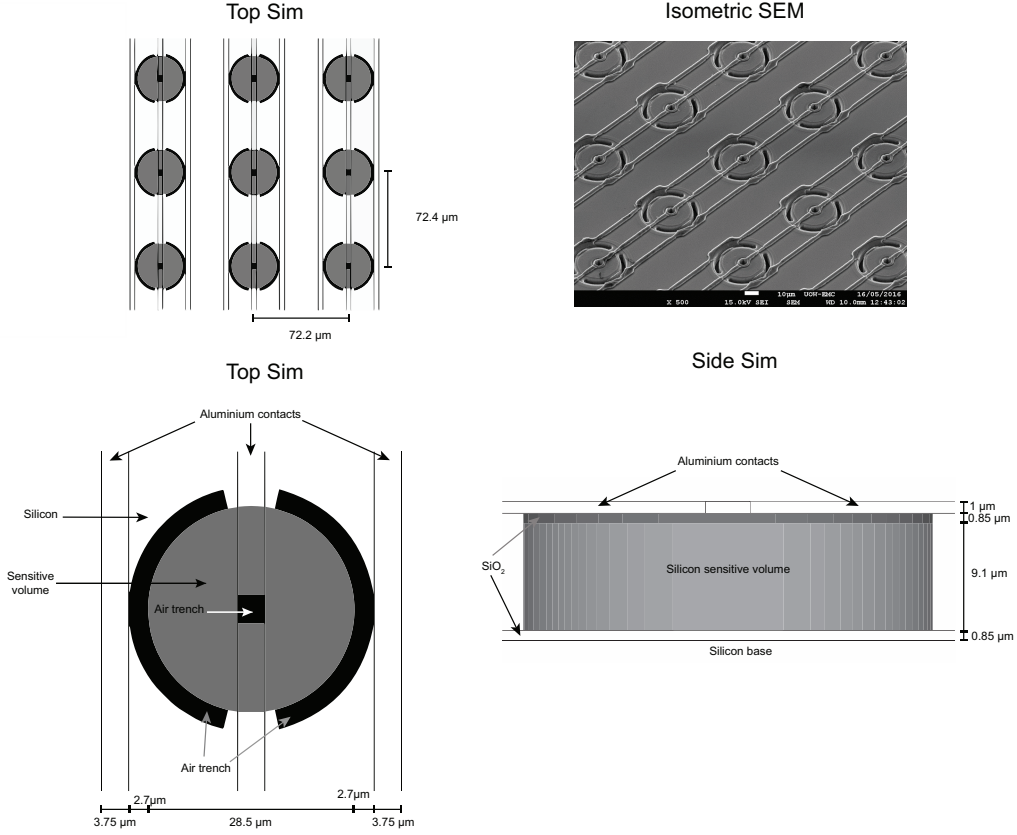 Top Sim
Isometric SEM
72.4 µm
72.2 µm
10µm UOW-EMC 16/05/2016
X 500 15.0kV SEI SEM WD 10.0mm 12:43:02
Top Sim
Side Sim
Aluminium contacts
Silicon
Sensitive volume
Air trench
Air trench
2.7µm
2.7µm
3.75 µm
28.5 µm
3.75 µm
Aluminium contacts
1 µm
0.85 µm
SiO₂
Silicon sensitive volume
9.1 µm
0.85 µm
Silicon base